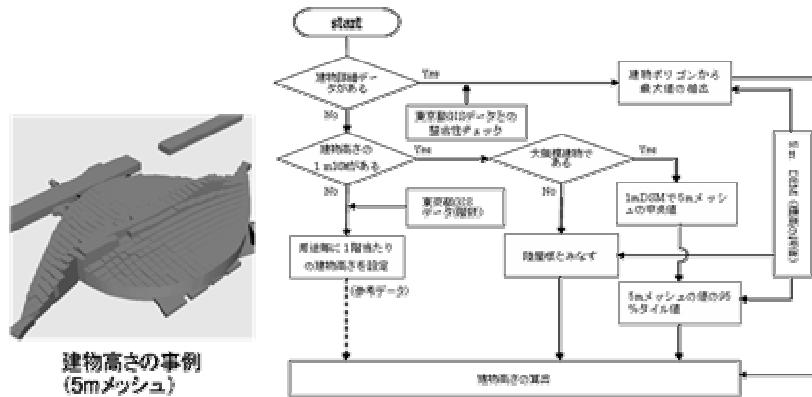 start
建物詳細データ
がある
Yes
建物ポリゴンから
最大値の抽出
No
東京都GISデータとの
整合性チェック
建物高さの
1mDSMがある
Yes
大規模建物で
ある
Yes
No
No
東京都GIS
データ(階数)
1mDSMで5mメッシ
ュの中央値
5m DEM (標高の平均)
用途階に1階当たり
の建物高さを設定
陸屋根とみなす
(参考データ)
5mメッシュの値の95
%タイル値
建物高さの算出
建物高さの事例
(5mメッシュ)